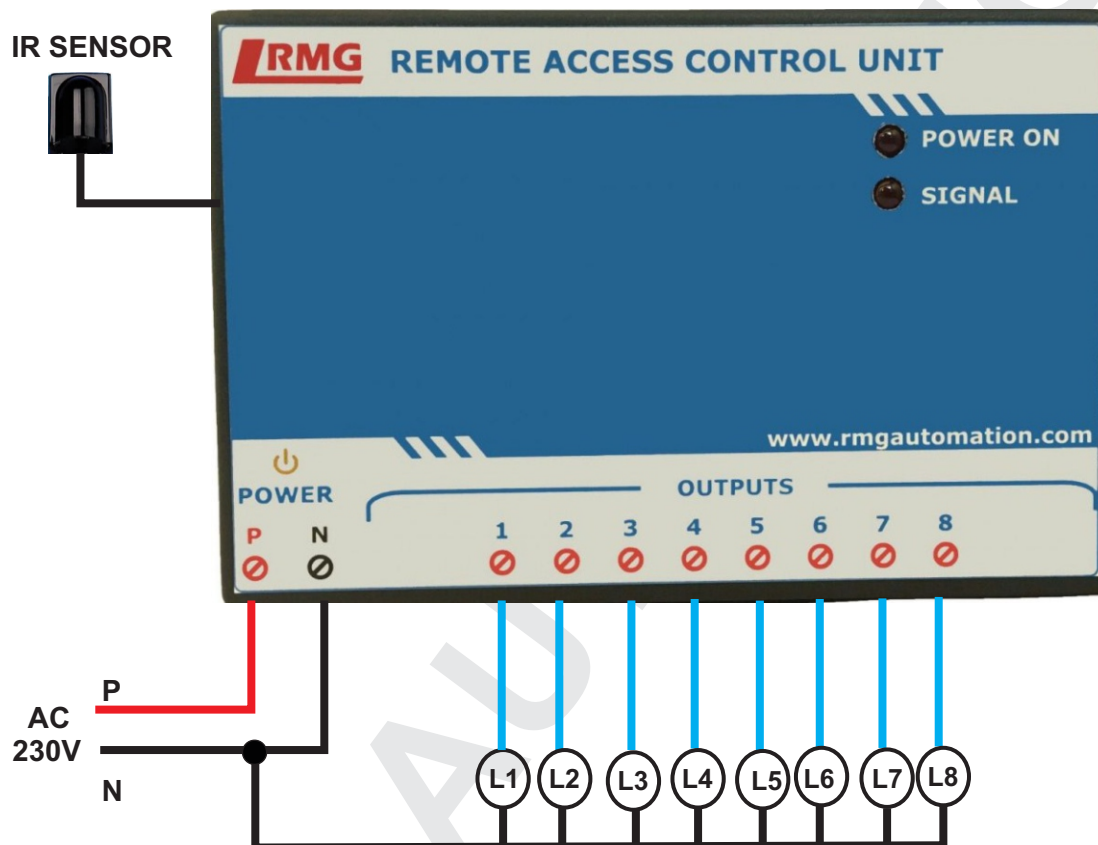 IR SENSOR
RMG REMOTE ACCESS CONTROL UNIT
POWER ON
SIGNAL
www.rmgautomation.com
POWER
OUTPUTS
P N 1 2 3 4 5 6 7 8
P
AC
230V
N
L1 L2 L3 L4 L5 L6 L7 L8